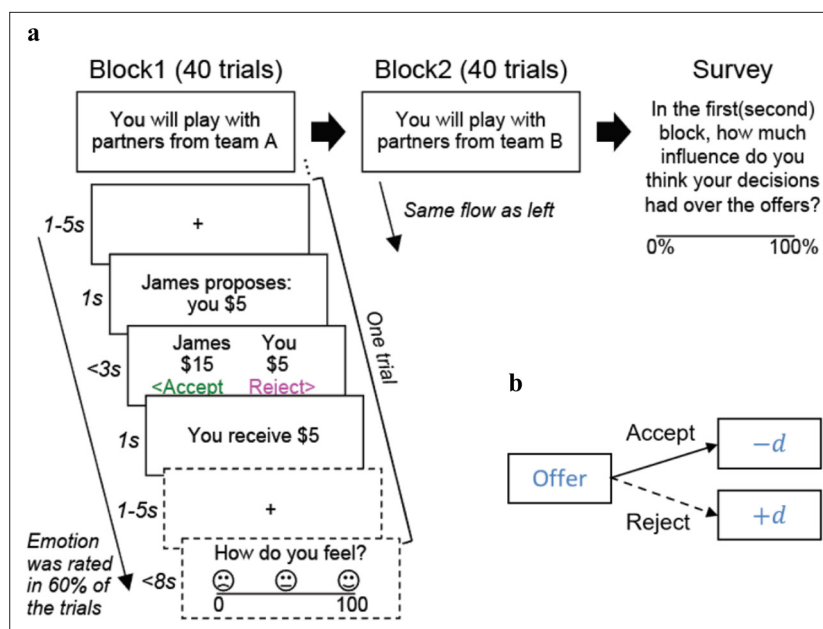 a
Block1 (40 trials)
You will play with
partners from team A
1-5s
+
1s
James proposes:
you $5
<3s
James You
$15 $5
<Accept Reject>
1s
You receive $5
1-5s
+
Emotion
was rated
in 60% of
the trials
<8s
How do you feel?
0 100
One trial
Block2 (40 trials)
You will play with
partners from team B
Same flow as left
Survey
In the first(second)
block, how much
influence do you
think your decisions
had over the offers?
0% 100%
b
Offer
Accept
−d
Reject
+d